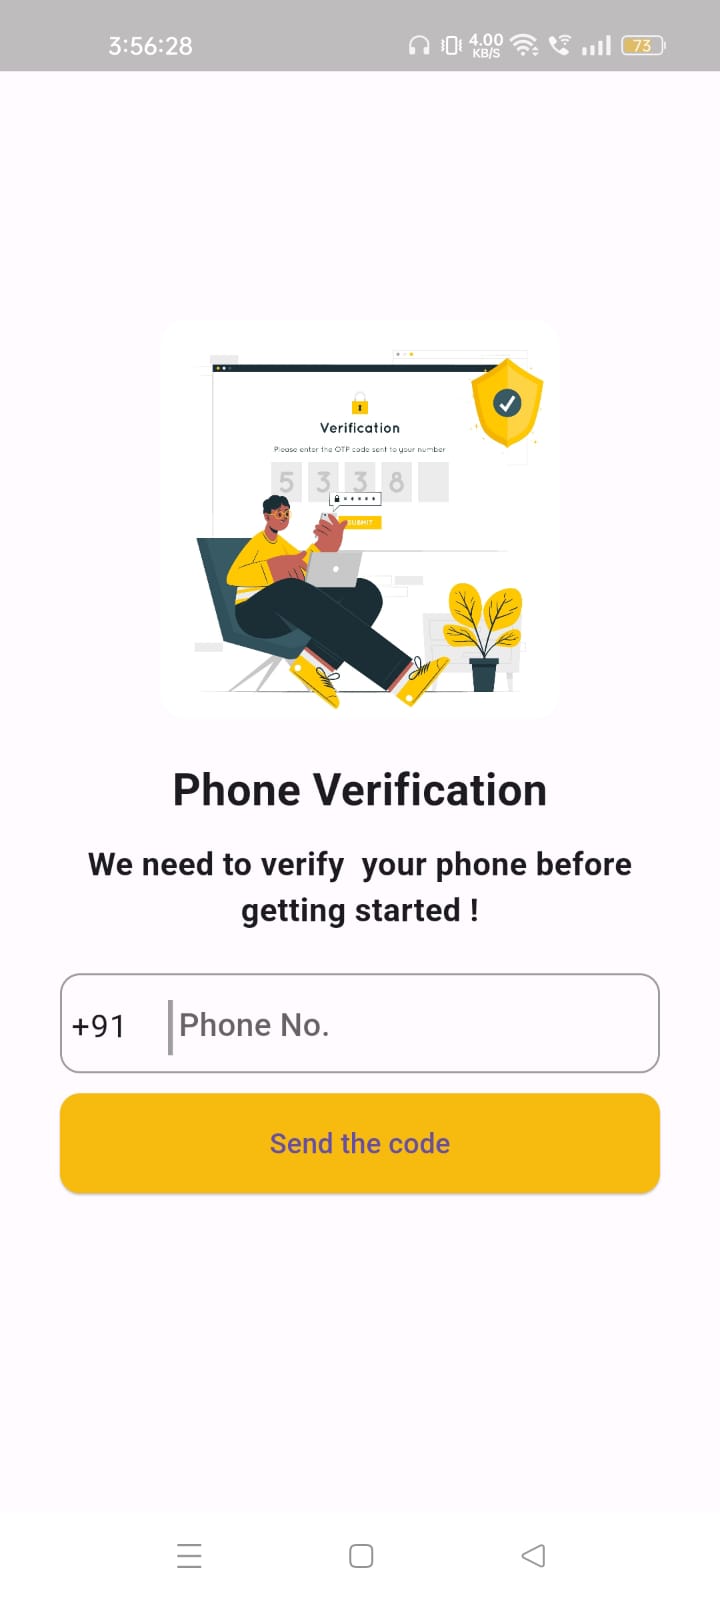 3:56:28 4.00 KB/S 73
Verification
Please enter the OTP code sent to your number
5 3 3 8
SUBMIT
Phone Verification
We need to verify  your phone before
getting started !
+91 Phone No.
Send the code